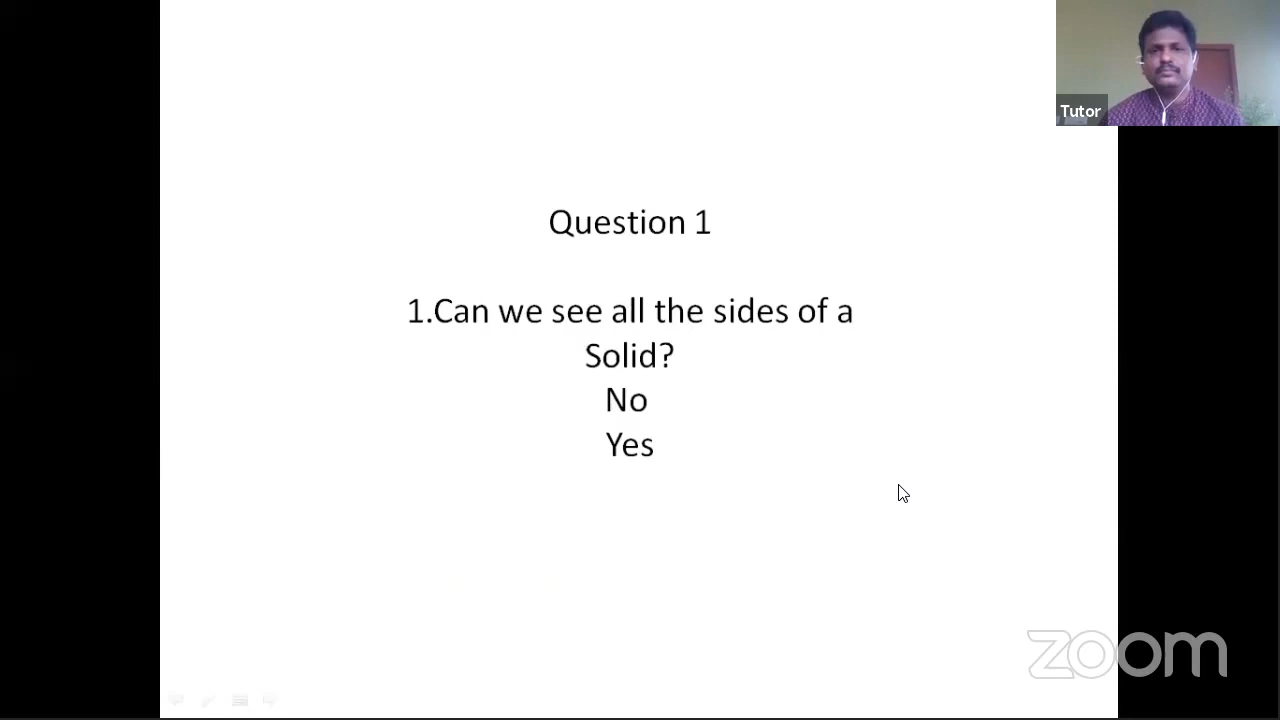 Tutor
Question 1
1.Can we see all the sides of a
Solid?
No
Yes
zoom